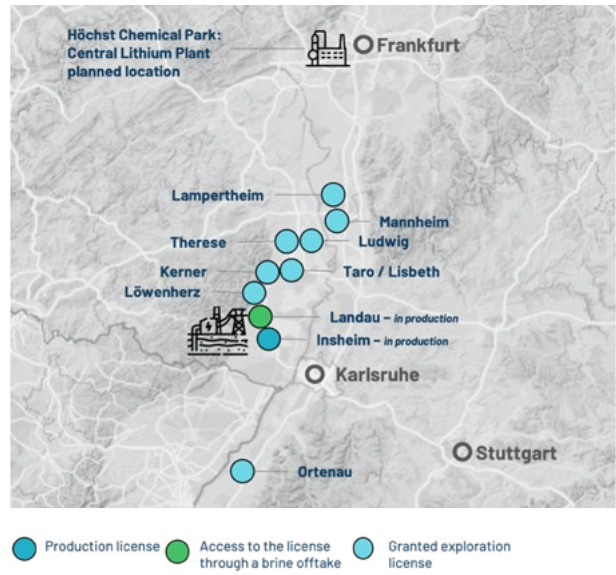 Höchst Chemical Park:
Central Lithium Plant
planned location
Frankfurt
Lampertheim
Mannheim
Therese
Ludwig
Kerner
Taro / Lisbeth
Löwenherz
Landau – in production
Insheim – in production
Karlsruhe
Stuttgart
Ortenau
Production license
Access to the license
through a brine offtake
Granted exploration
license